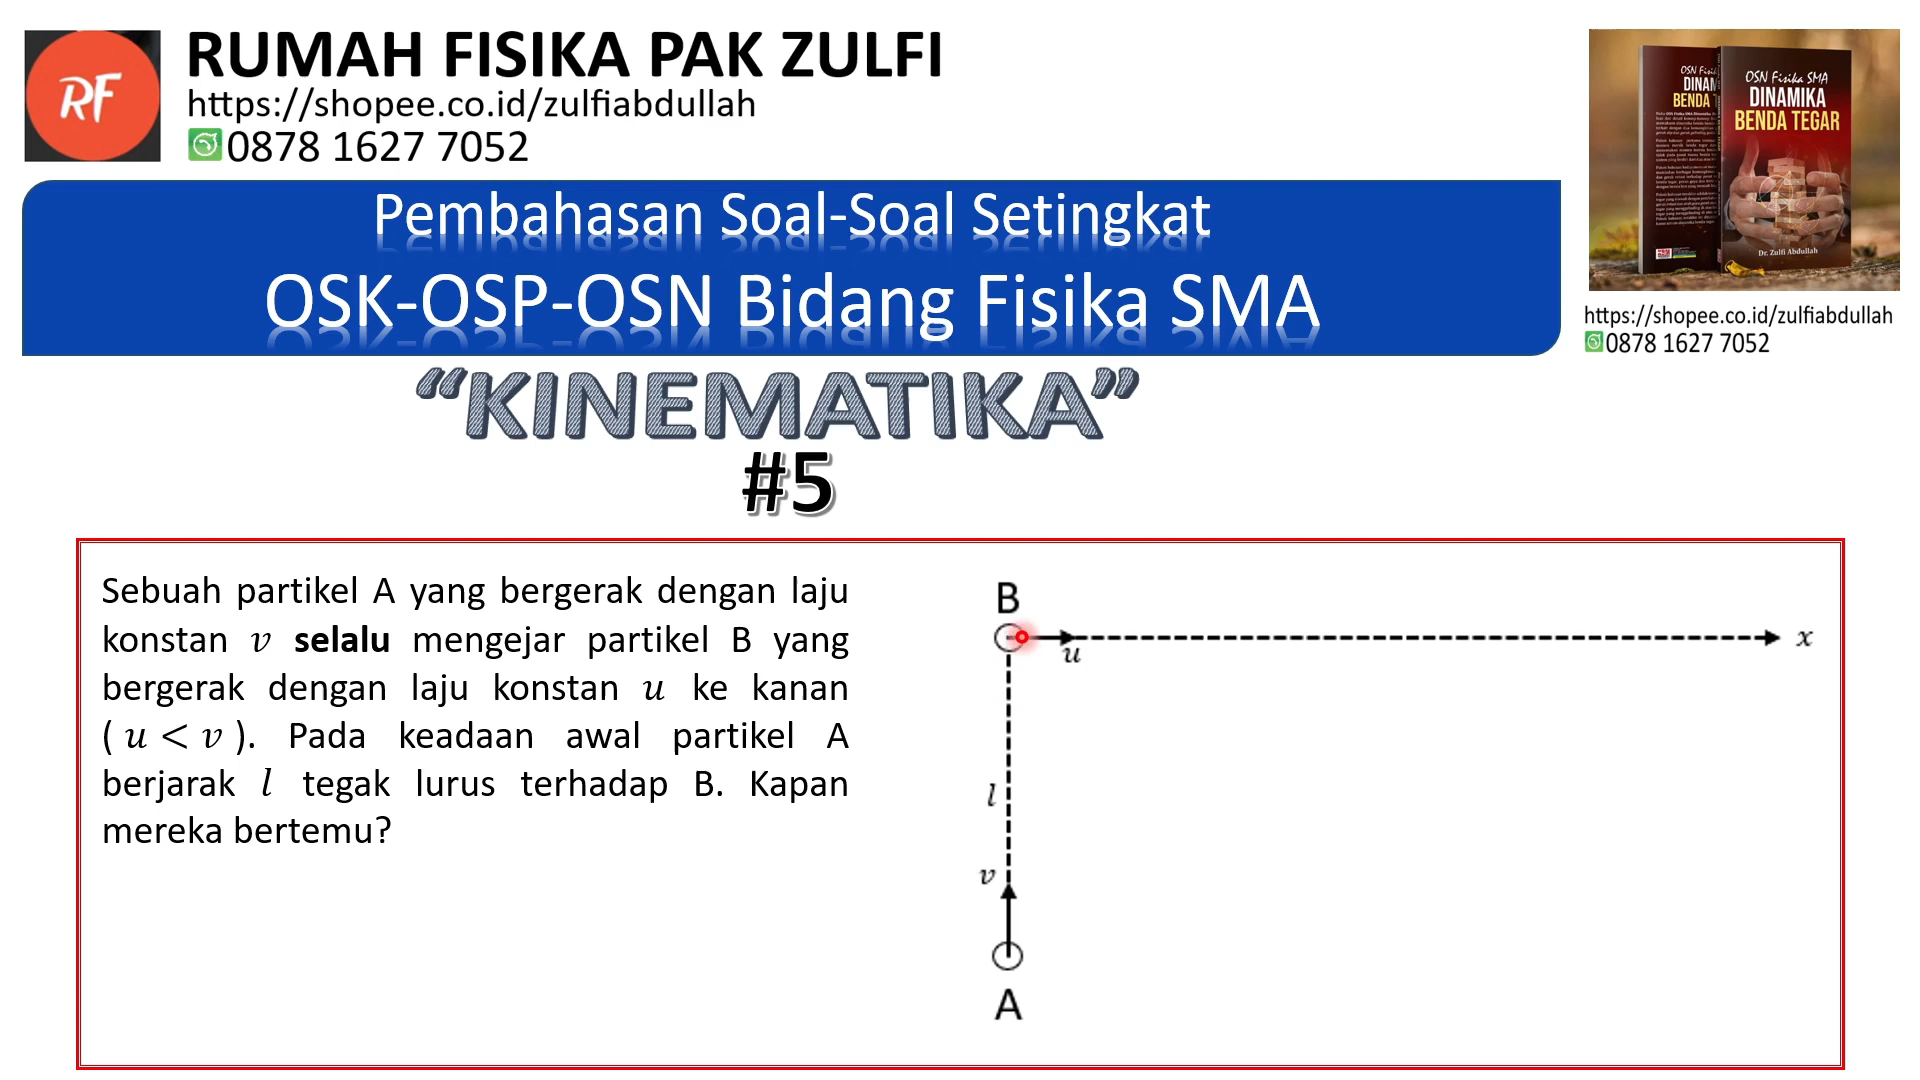 RF
RUMAH FISIKA PAK ZULFI
https://shopee.co.id/zulfiabdullah
0878 1627 7052
OSN Fisika SMA
DINAMIKA
BENDA TEGAR
Dr. Zulfi Abdullah
https://shopee.co.id/zulfiabdullah
0878 1627 7052
Pembahasan Soal-Soal Setingkat
OSK-OSP-OSN Bidang Fisika SMA
“KINEMATIKA”
#5
Sebuah partikel A yang bergerak dengan laju
konstan v selalu mengejar partikel B yang
bergerak dengan laju konstan u ke kanan
( u < v ). Pada keadaan awal partikel A
berjarak l tegak lurus terhadap B. Kapan
mereka bertemu?
B
u
x
l
v
A